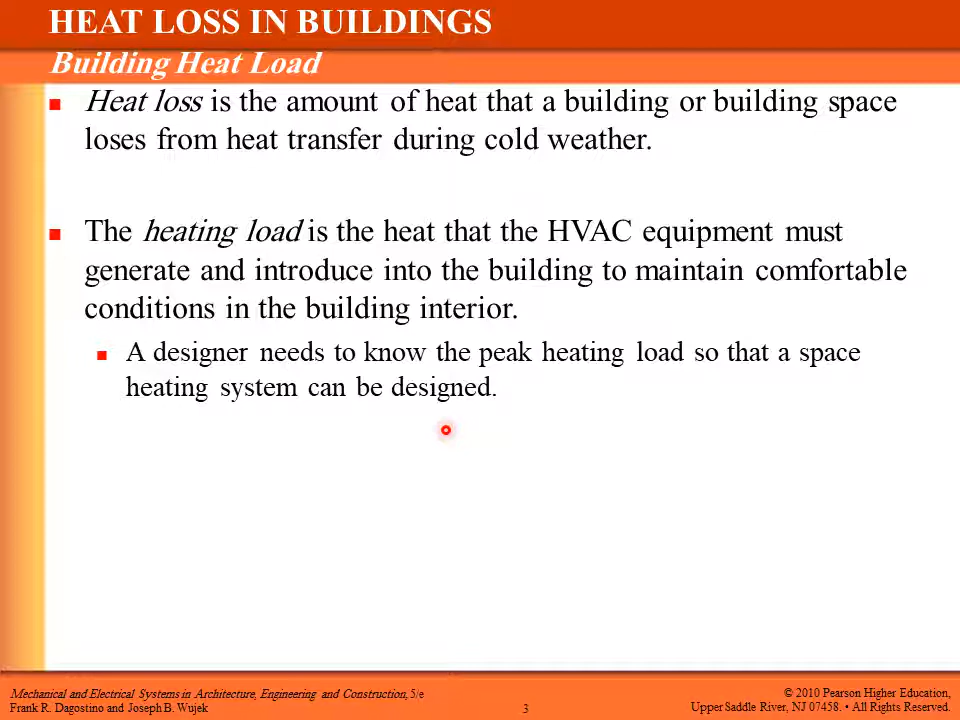 HEAT LOSS IN BUILDINGS
Building Heat Load
Heat loss is the amount of heat that a building or building space
loses from heat transfer during cold weather.
The heating load is the heat that the HVAC equipment must
generate and introduce into the building to maintain comfortable
conditions in the building interior.
A designer needs to know the peak heating load so that a space
heating system can be designed.
Mechanical and Electrical Systems in Architecture, Engineering and Construction, 5/e
Frank R. Dagostino and Joseph B. Wujek
3
© 2010 Pearson Higher Education,
Upper Saddle River, NJ 07458. • All Rights Reserved.